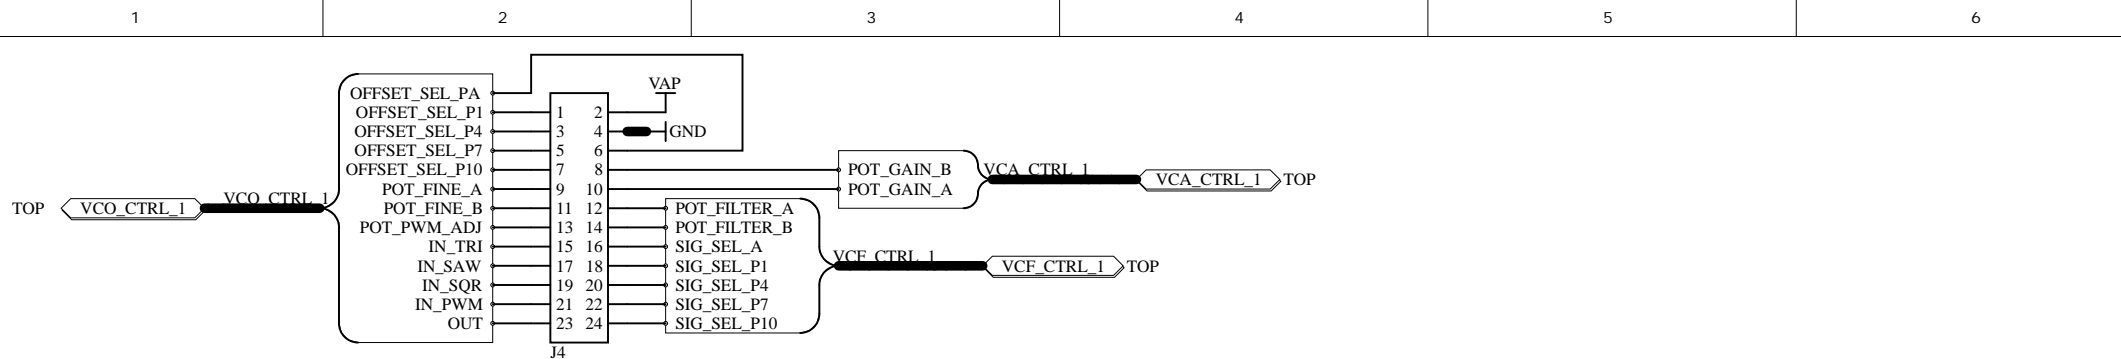 1 2 3 4 5 6
VAP
OFFSET_SEL_PA
OFFSET_SEL_P1 1 2
OFFSET_SEL_P4 3 4 GND
OFFSET_SEL_P7 5 6
OFFSET_SEL_P10 7 8 POT_GAIN_B VCA_CTRL_1
VCA_CTRL_1 TOP
POT_FINE_A 9 10 POT_GAIN_A
TOP VCO_CTRL_1 VCO_CTRL_1
POT_FINE_B 11 12 POT_FILTER_A
POT_PWM_ADJ 13 14 POT_FILTER_B
IN_TRI 15 16 SIG_SEL_A
VCF_CTRL_1
IN_SAW 17 18 SIG_SEL_P1 VCF_CTRL_1 TOP
IN_SQR 19 20 SIG_SEL_P4
IN_PWM 21 22 SIG_SEL_P7
OUT 23 24 SIG_SEL_P10
J4